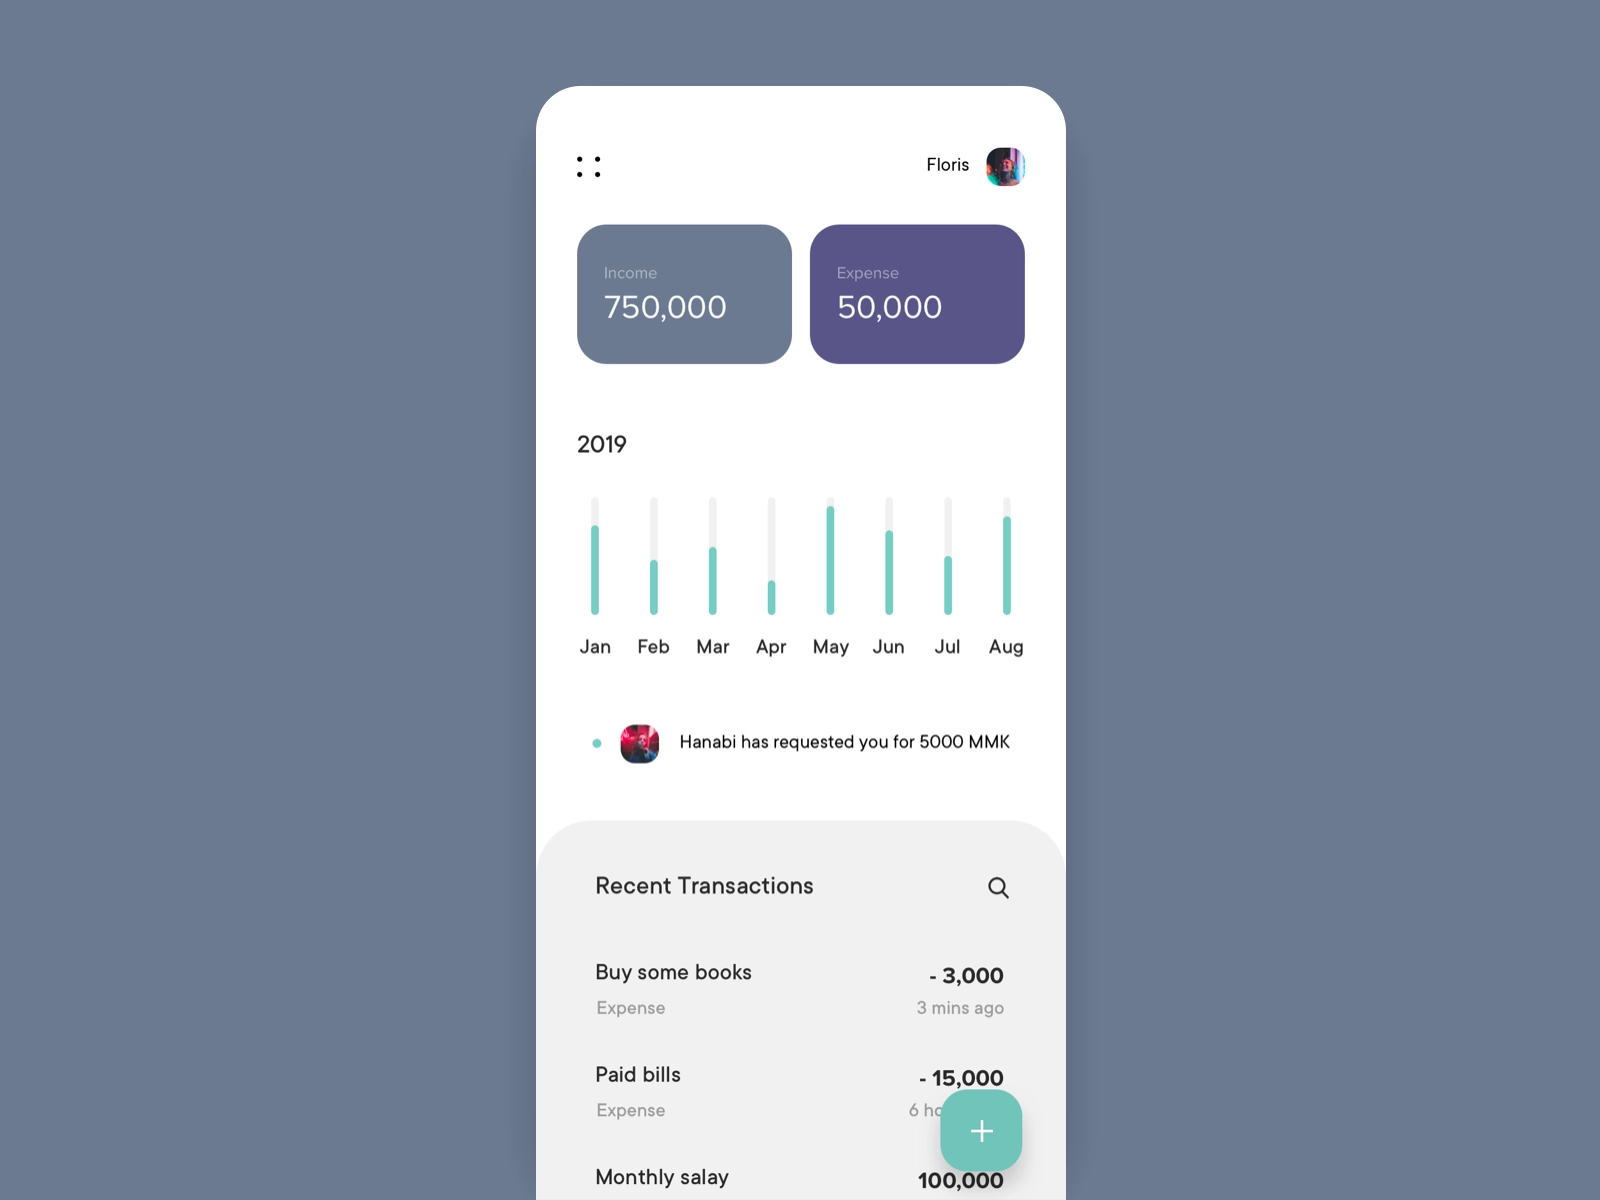 Floris
Income
750,000
Expense
50,000
2019
Jan Feb Mar Apr May Jun Jul Aug
Hanabi has requested you for 5000 MMK
Recent Transactions
Buy some books - 3,000
Expense 3 mins ago
Paid bills - 15,000
Expense 6
Monthly salay 100,000